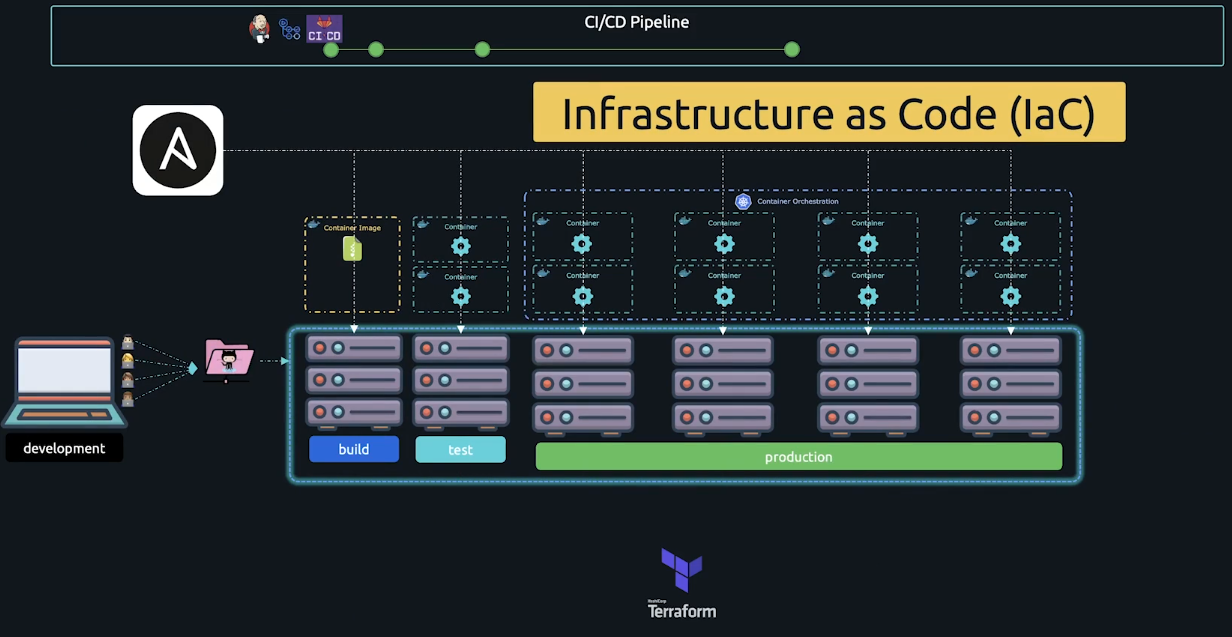 CI/CD Pipeline
CI CD
Infrastructure as Code (IaC)
Container Orchestration
Container Image
Container
Container
Container
Container
Container
Container
Container
Container
Container
Container
development
build
test
production
HashiCorp
Terraform